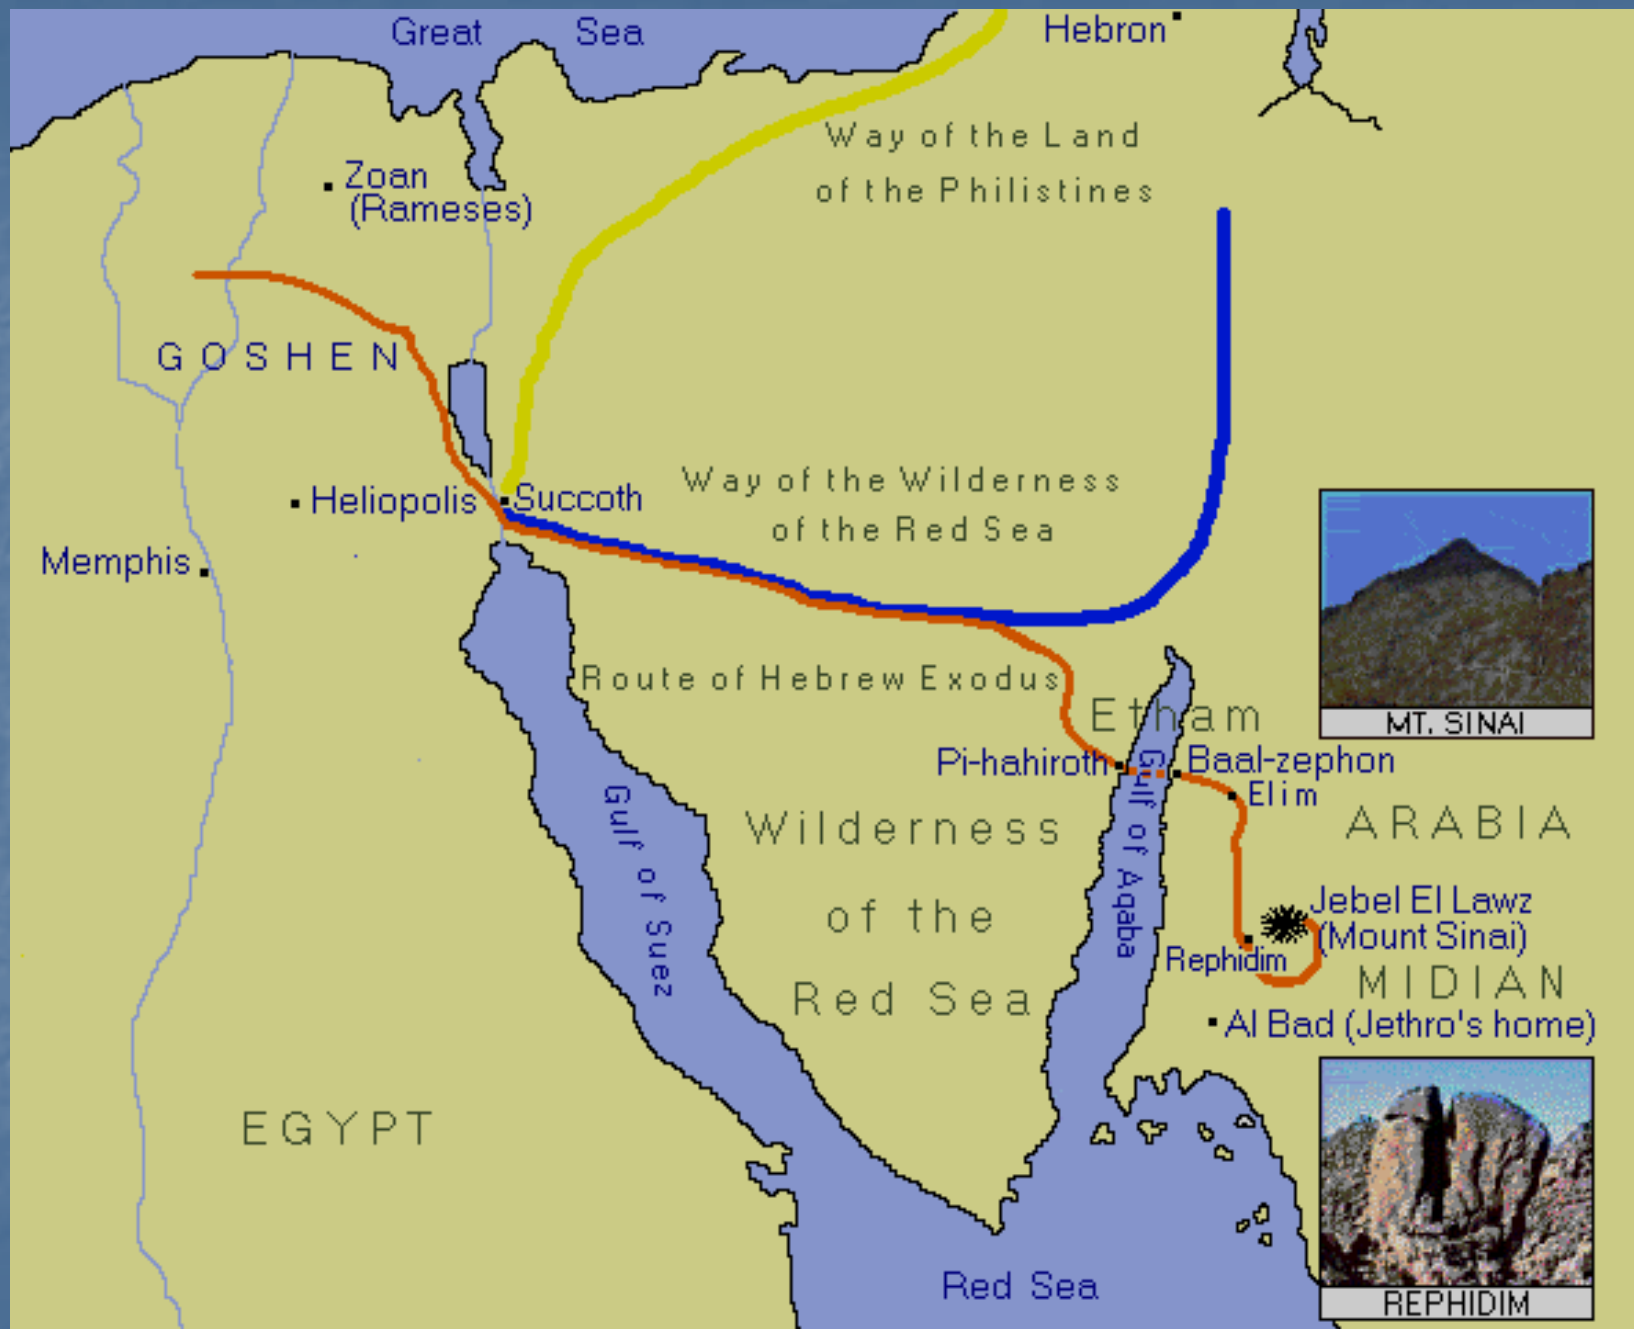 Great Sea
Hebron
Way of the Land
of the Philistines
Zoan
(Rameses)
GOSHEN
Way of the Wilderness
of the Red Sea
Heliopolis
Succoth
Memphis
Route of Hebrew Exodus
MT. SINAI
Etham
Pi-hahiroth
Baal-zephon
Elim
Gulf of Suez
Gulf of Aqaba
Wilderness
of the
Red Sea
ARABIA
Jebel El Lawz
(Mount Sinai)
Rephidim
MIDIAN
Al Bad (Jethro's home)
EGYPT
Red Sea
REPHIDIM